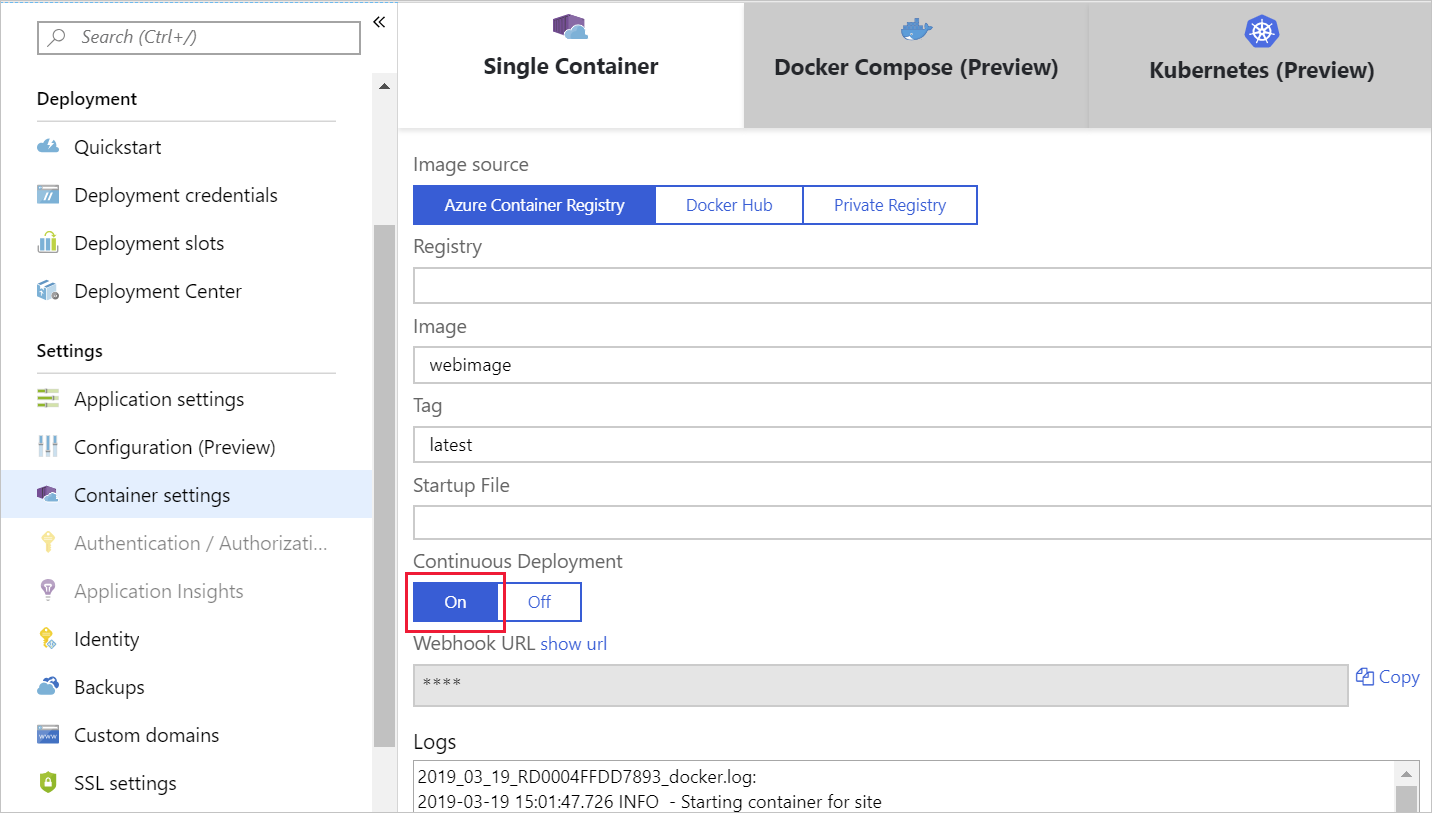 Search (Ctrl+/)
«
Deployment
Quickstart
Deployment credentials
Deployment slots
Deployment Center
Settings
Application settings
Configuration (Preview)
Container settings
Authentication / Authorizati...
Application Insights
Identity
Backups
Custom domains
SSL settings
Single Container
Docker Compose (Preview)
Kubernetes (Preview)
Image source
Azure Container Registry
Docker Hub
Private Registry
Registry
Image
webimage
Tag
latest
Startup File
Continuous Deployment
On
Off
Webhook URL show url
****
Copy
Logs
2019_03_19_RD0004FFDD7893_docker.log:
2019-03-19 15:01:47.726 INFO  - Starting container for site